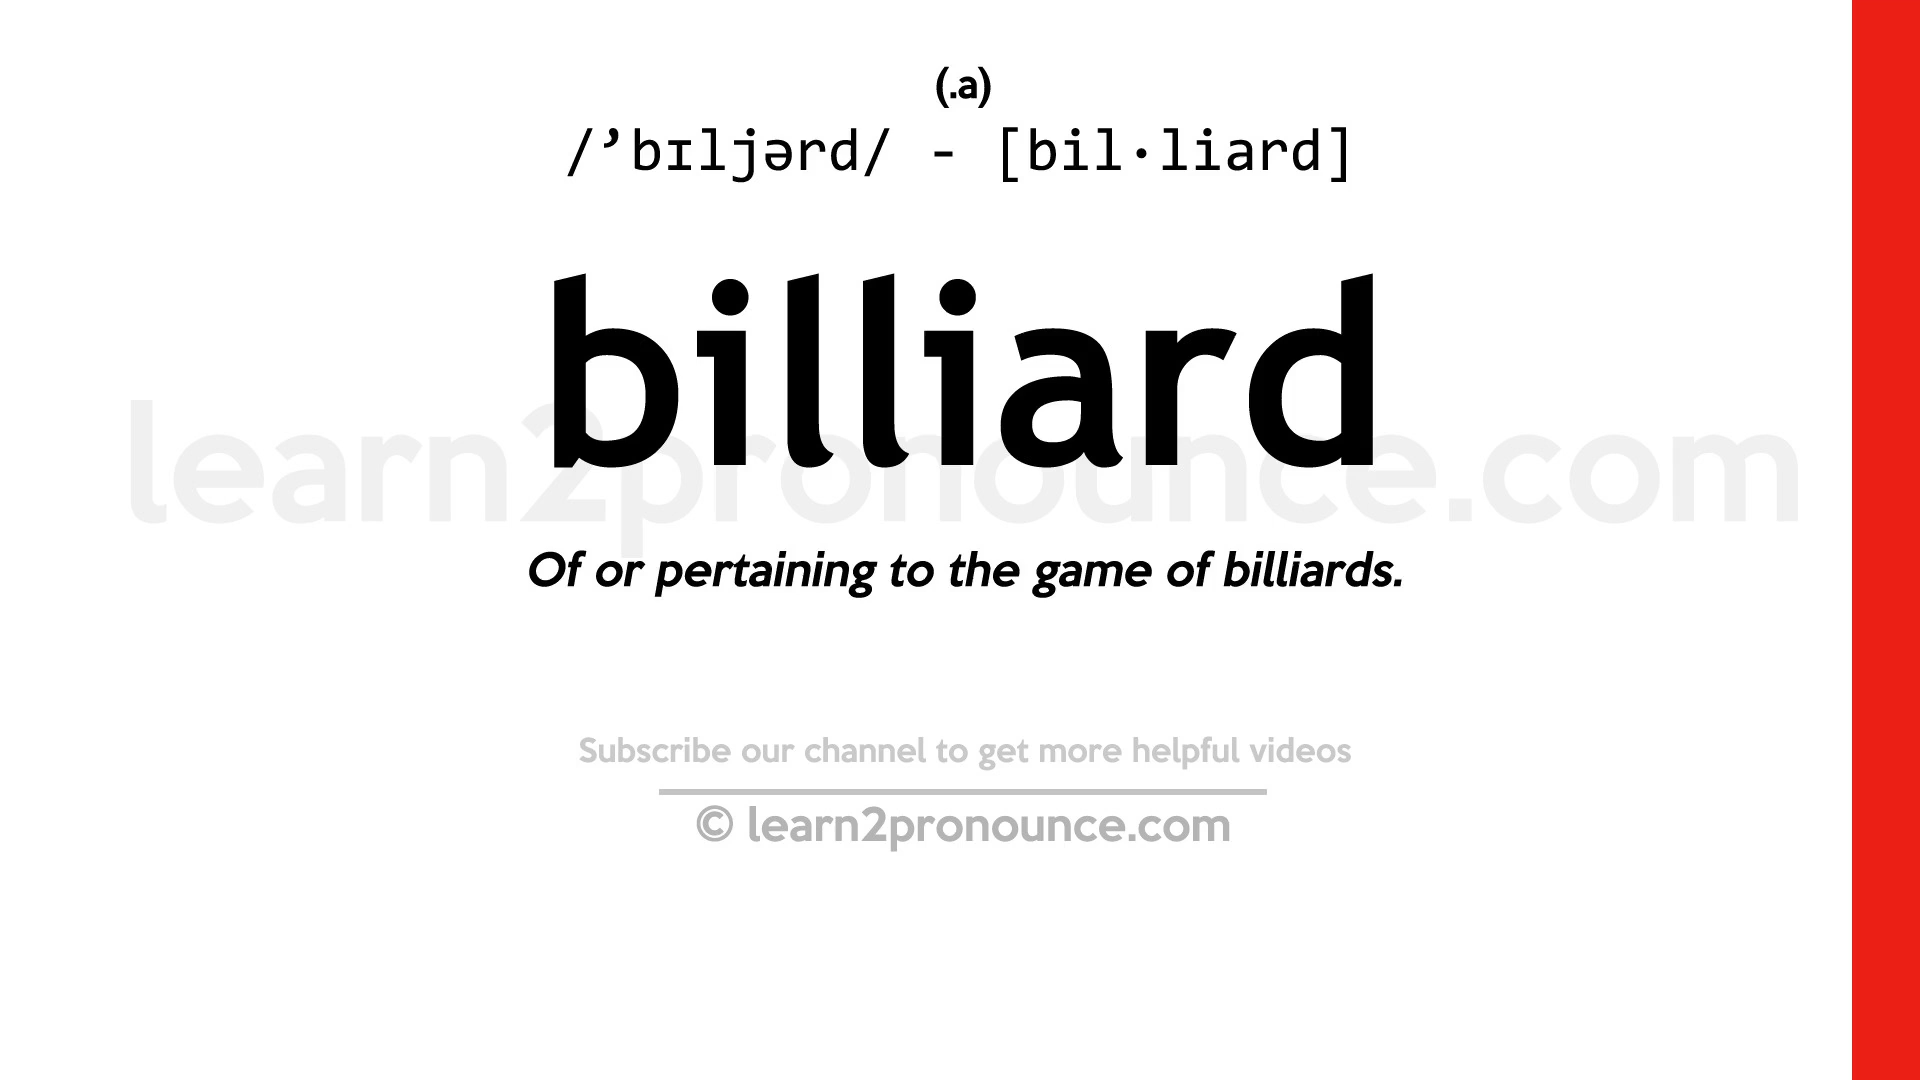 (.a)
/’bɪljərd/ - [bil·liard]
billiard
learn2pronounce.com
Of or pertaining to the game of billiards.
Subscribe our channel to get more helpful videos
© learn2pronounce.com